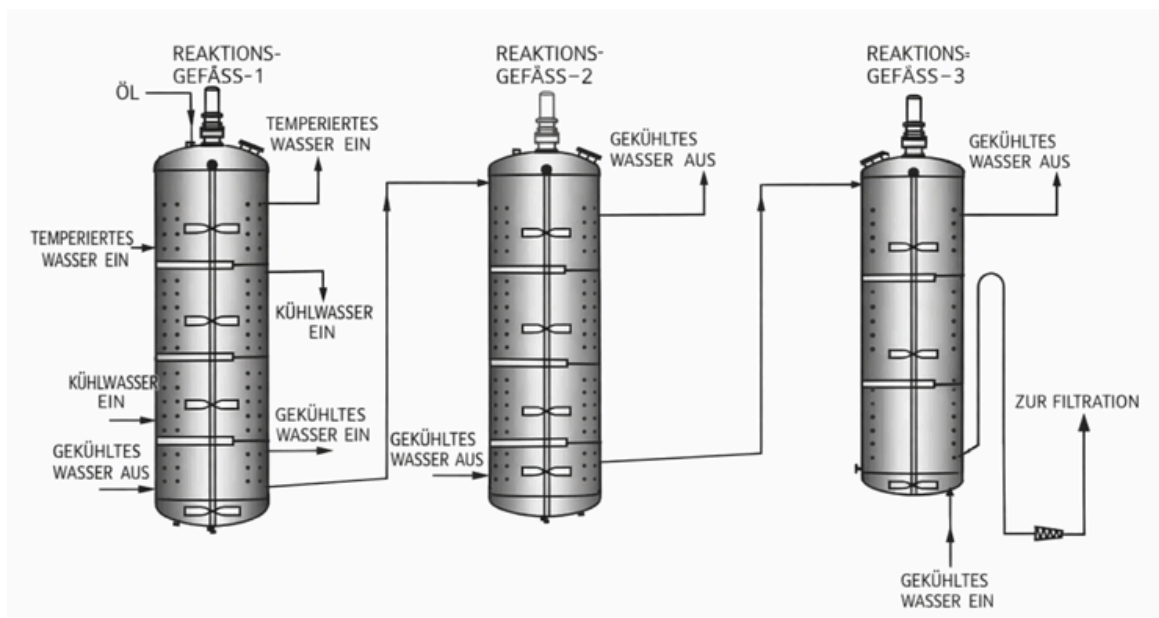 REAKTIONS-
GEFÄSS-1
REAKTIONS-
GEFÄSS-2
REAKTIONS=
GEFÄSS-3
ÖL
TEMPERIERTES
WASSER EIN
GEKÜHLTES
WASSER AUS
GEKÜHLTES
WASSER AUS
TEMPERIERTES
WASSER EIN
KÜHLWASSER
EIN
KÜHLWASSER
EIN
GEKÜHLTES
WASSER EIN
ZUR FILTRATION
GEKÜHLTES
WASSER AUS
GEKÜHLTES
WASSER AUS
GEKÜHLTES
WASSER EIN